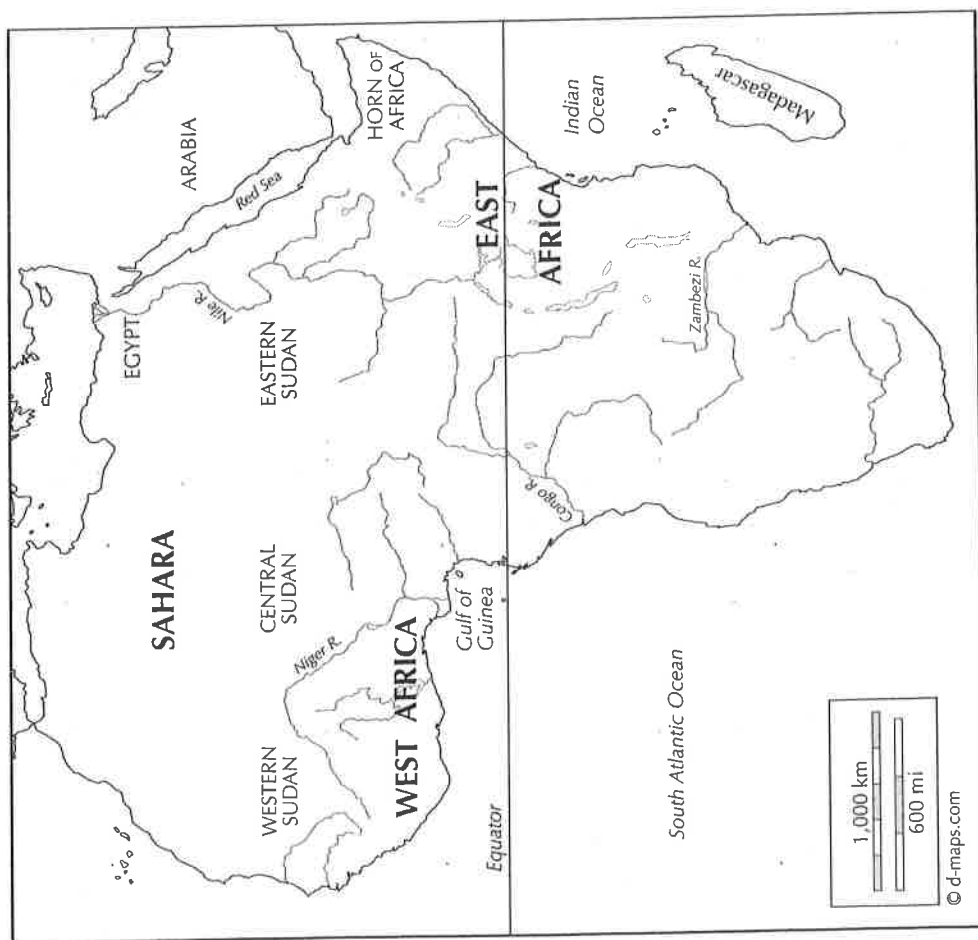 ARABIA
Red Sea
EGYPT
Nile R.
HORN OF
AFRICA
SAHARA
EASTERN
SUDAN
CENTRAL
SUDAN
WESTERN
SUDAN
Niger R.
WEST AFRICA
EAST
AFRICA
Gulf of
Guinea
Equator
Congo R.
Indian
Ocean
Zambezi R.
Madagascar
South Atlantic Ocean
1,000 km
600 mi
© d-maps.com